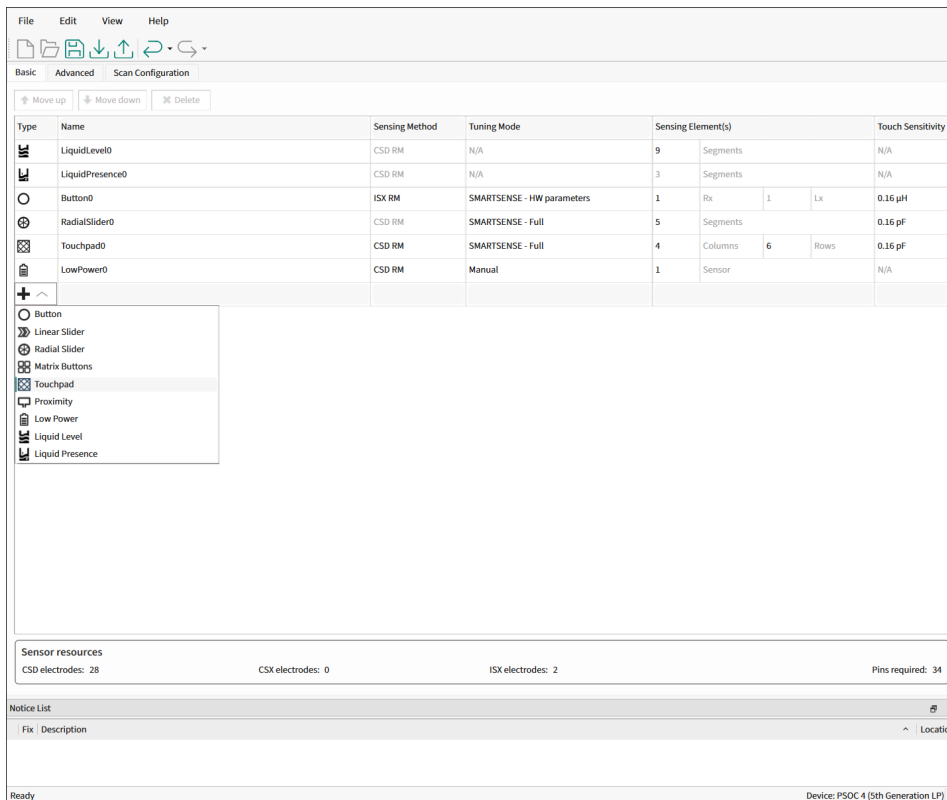 File Edit View Help
Basic Advanced Scan Configuration
Move up Move down Delete
Type Name Sensing Method Tuning Mode Sensing Element(s) Touch Sensitivity
LiquidLevel0 CSD RM N/A 9 Segments N/A
LiquidPresence0 CSD RM N/A 3 Segments N/A
Button0 ISX RM SMARTSENSE - HW parameters 1 Rx 1 Lx 0.16 µH
RadialSlider0 CSD RM SMARTSENSE - Full 5 Segments 0.16 pF
Touchpad0 CSD RM SMARTSENSE - Full 4 Columns 6 Rows 0.16 pF
LowPower0 CSD RM Manual 1 Sensor N/A
Button
Linear Slider
Radial Slider
Matrix Buttons
Touchpad
Proximity
Low Power
Liquid Level
Liquid Presence
Sensor resources
CSD electrodes: 28 CSX electrodes: 0 ISX electrodes: 2 Pins required: 34
Notice List
Fix Description Locatio
Ready Device: PSOC 4 (5th Generation LP)